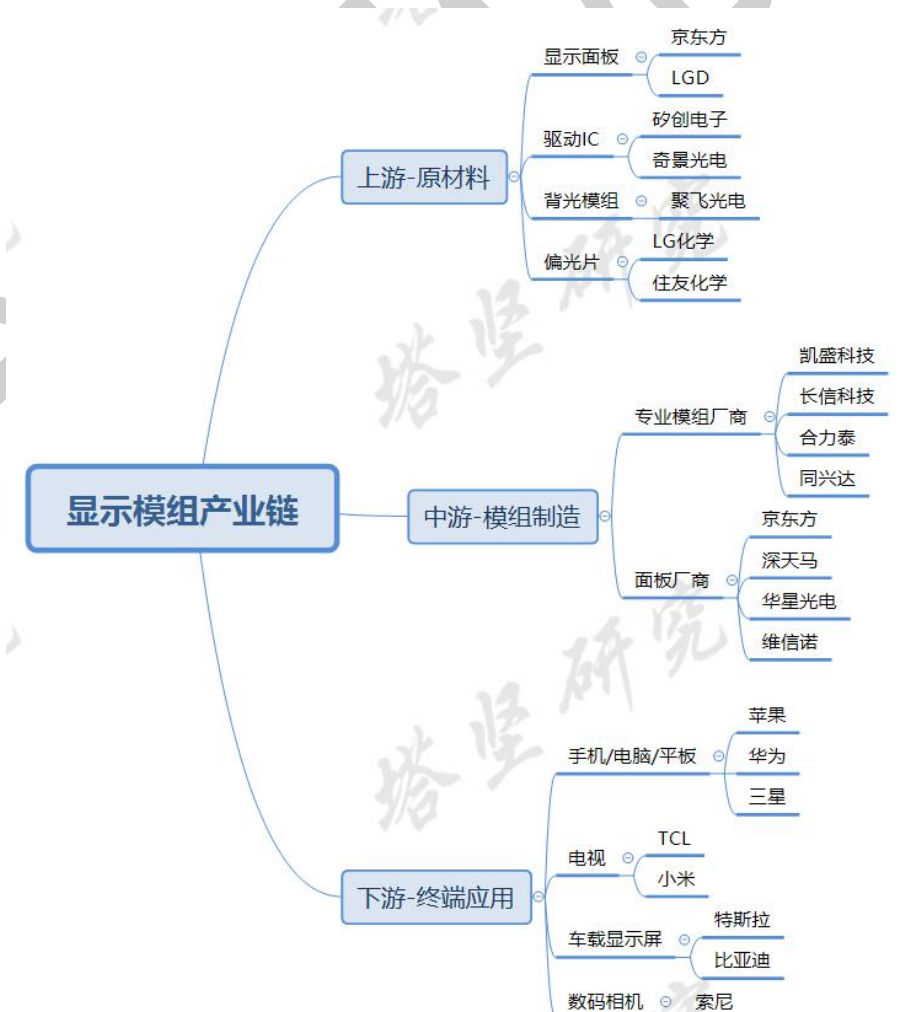 显示模组产业链
上游-原材料
显示面板
京东方
LGD
驱动IC
矽创电子
奇景光电
背光模组
聚飞光电
偏光片
LG化学
住友化学
中游-模组制造
专业模组厂商
凯盛科技
长信科技
合力泰
同兴达
面板厂商
京东方
深天马
华星光电
维信诺
下游-终端应用
手机/电脑/平板
苹果
华为
三星
电视
TCL
小米
车载显示屏
特斯拉
比亚迪
数码相机
索尼
塔坚研究
塔坚研究